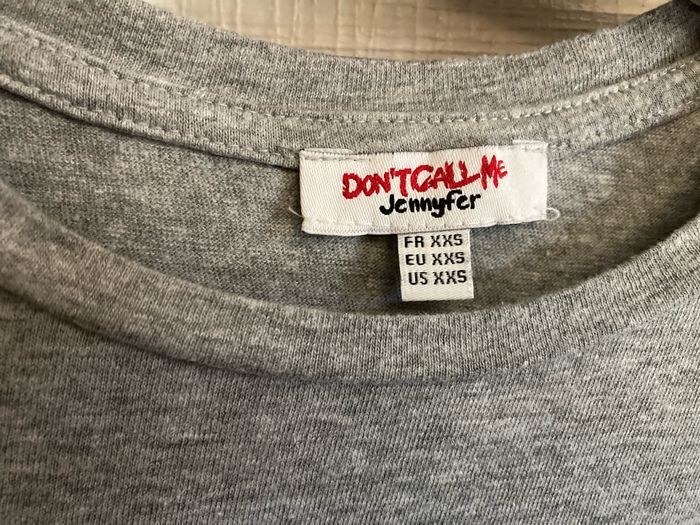 DON'T CALL ME
Jennyfer
FR XXS
EU XXS
US XXS